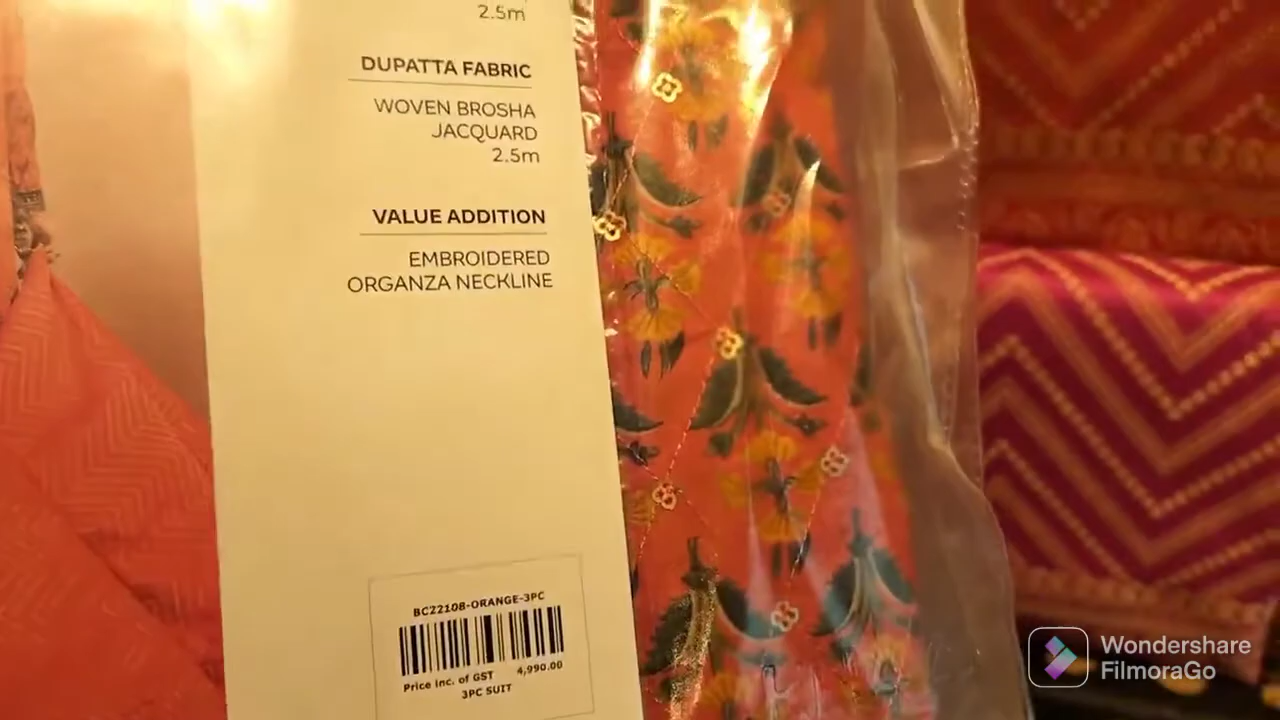 2.5m
DUPATTA FABRIC
WOVEN BROSHA
JACQUARD
2.5m
VALUE ADDITION
EMBROIDERED
ORGANZA NECKLINE
BC22108-ORANGE-3PC
4,990.00
Price inc. of GST
3PC SUIT
Wondershare
FilmoraGo